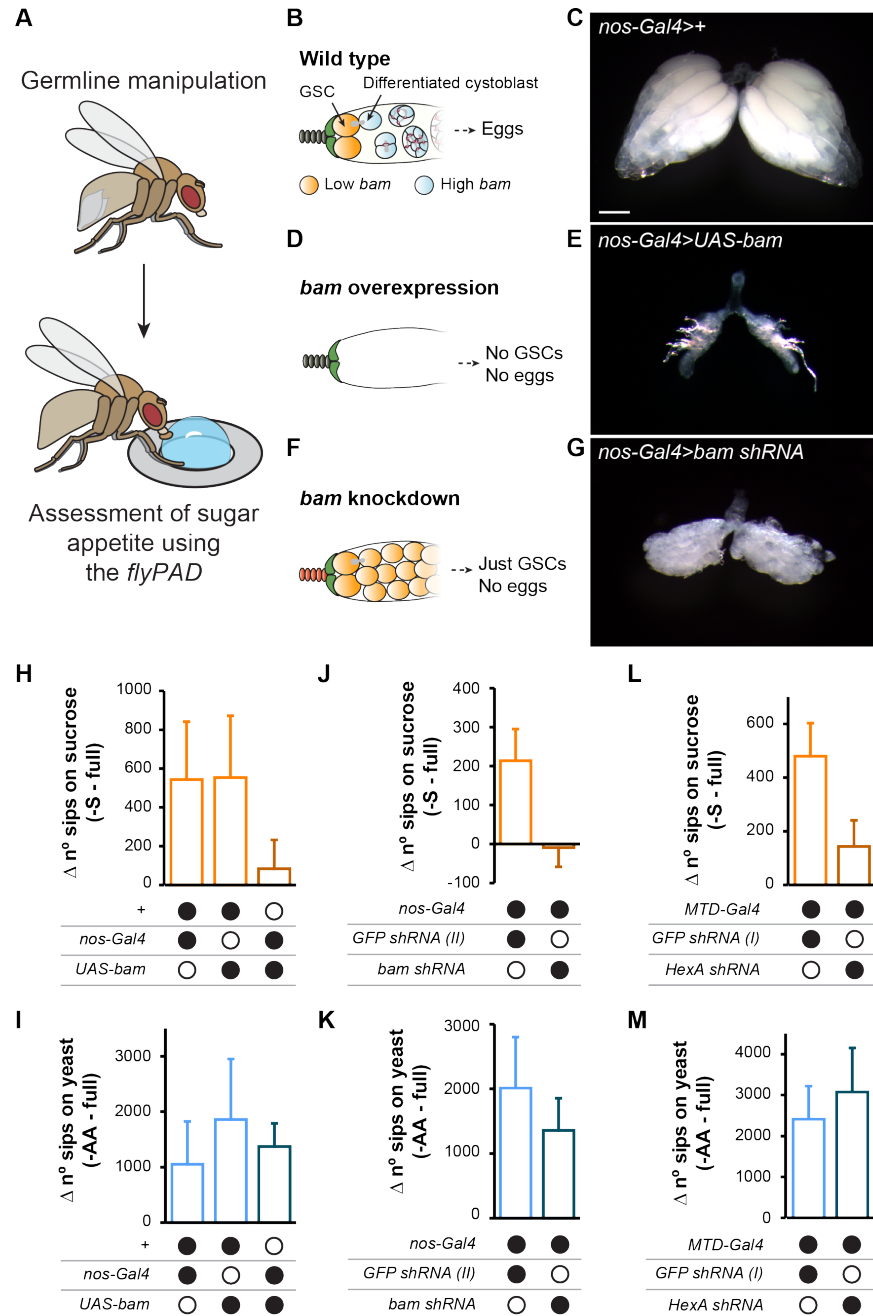 A
Germline manipulation
Assessment of sugar
appetite using
the flyPAD
B
Wild type
GSC
Differentiated cystoblast
Eggs
Low bam
High bam
C
nos-Gal4>+
D
bam overexpression
No GSCs
No eggs
E
nos-Gal4>UAS-bam
F
bam knockdown
Just GSCs
No eggs
G
nos-Gal4>bam shRNA
H
Δ nº sips on sucrose
(-S - full)
1000
800
600
400
200
0
+
nos-Gal4
UAS-bam
J
Δ nº sips on sucrose
(-S - full)
400
300
200
100
0
-100
nos-Gal4
GFP shRNA (II)
bam shRNA
L
Δ nº sips on sucrose
(-S - full)
600
400
200
0
MTD-Gal4
GFP shRNA (I)
HexA shRNA
I
Δ nº sips on yeast
(-AA - full)
3000
2000
1000
0
+
nos-Gal4
UAS-bam
K
Δ nº sips on yeast
(-AA - full)
3000
2000
1000
0
nos-Gal4
GFP shRNA (II)
bam shRNA
M
Δ nº sips on yeast
(-AA - full)
4000
3000
2000
1000
0
MTD-Gal4
GFP shRNA (I)
HexA shRNA